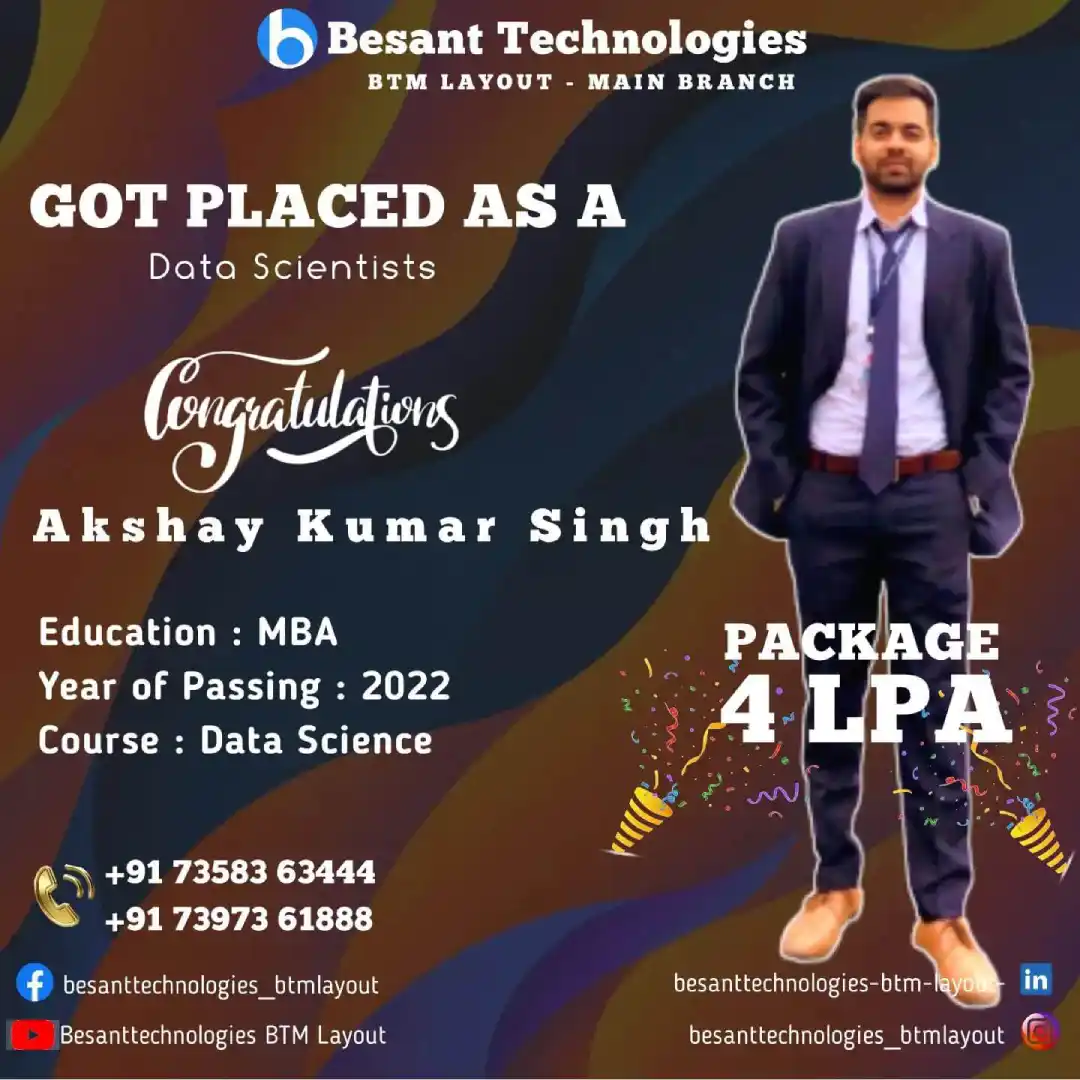 Besant Technologies
BTM LAYOUT - MAIN BRANCH
GOT PLACED AS A
Data Scientists
Congratulations
Akshay Kumar Singh
Education : MBA
Year of Passing : 2022
Course : Data Science
PACKAGE
4 LPA
+91 73583 63444
+91 73973 61888
besanttechnologies_btmlayout
Besanttechnologies BTM Layout
besanttechnologies-btm-layout-
besanttechnologies_btmlayout